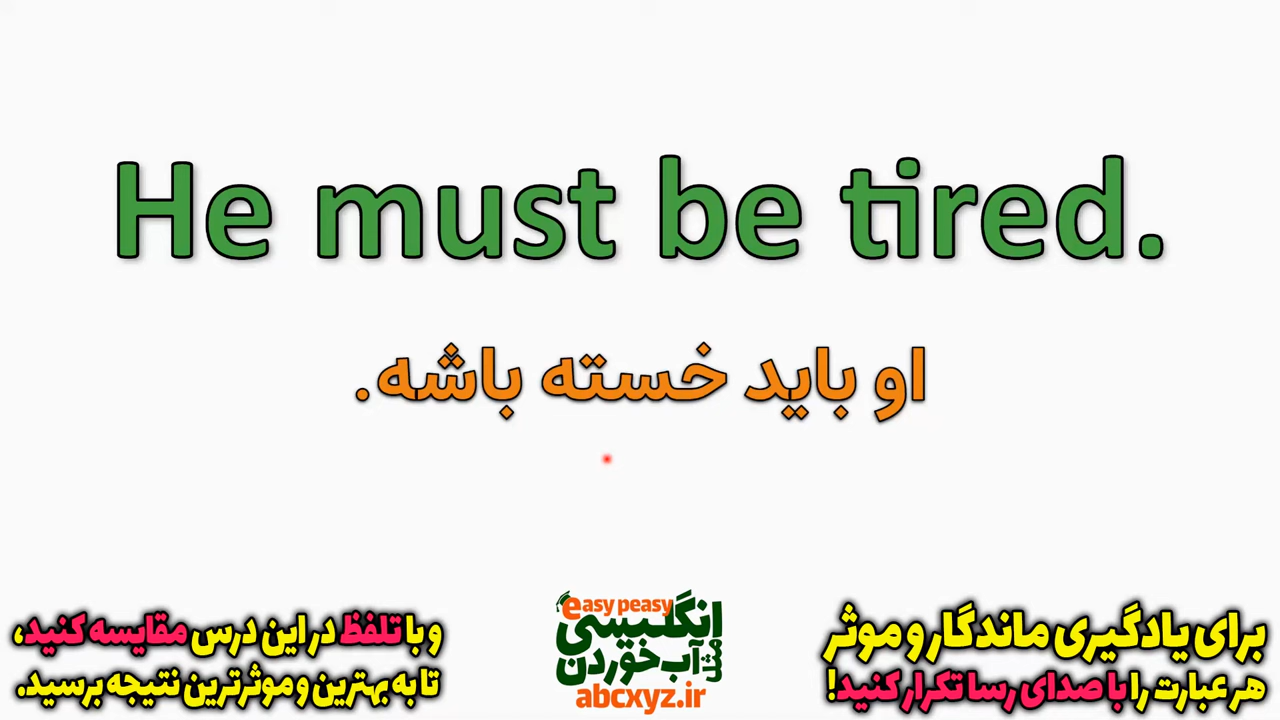 He must be tired.
او باید خسته باشه.
برای یادگیری ماندگار و موثر
هر عبارت را با صدای رسا تکرار کنید!
easy peasy
انگلیسی
مثل آب خوردن
abcxyz.ir
و با تلفظ در این درس مقایسه کنید،
تا به بهترین و موثرترین نتیجه برسید.